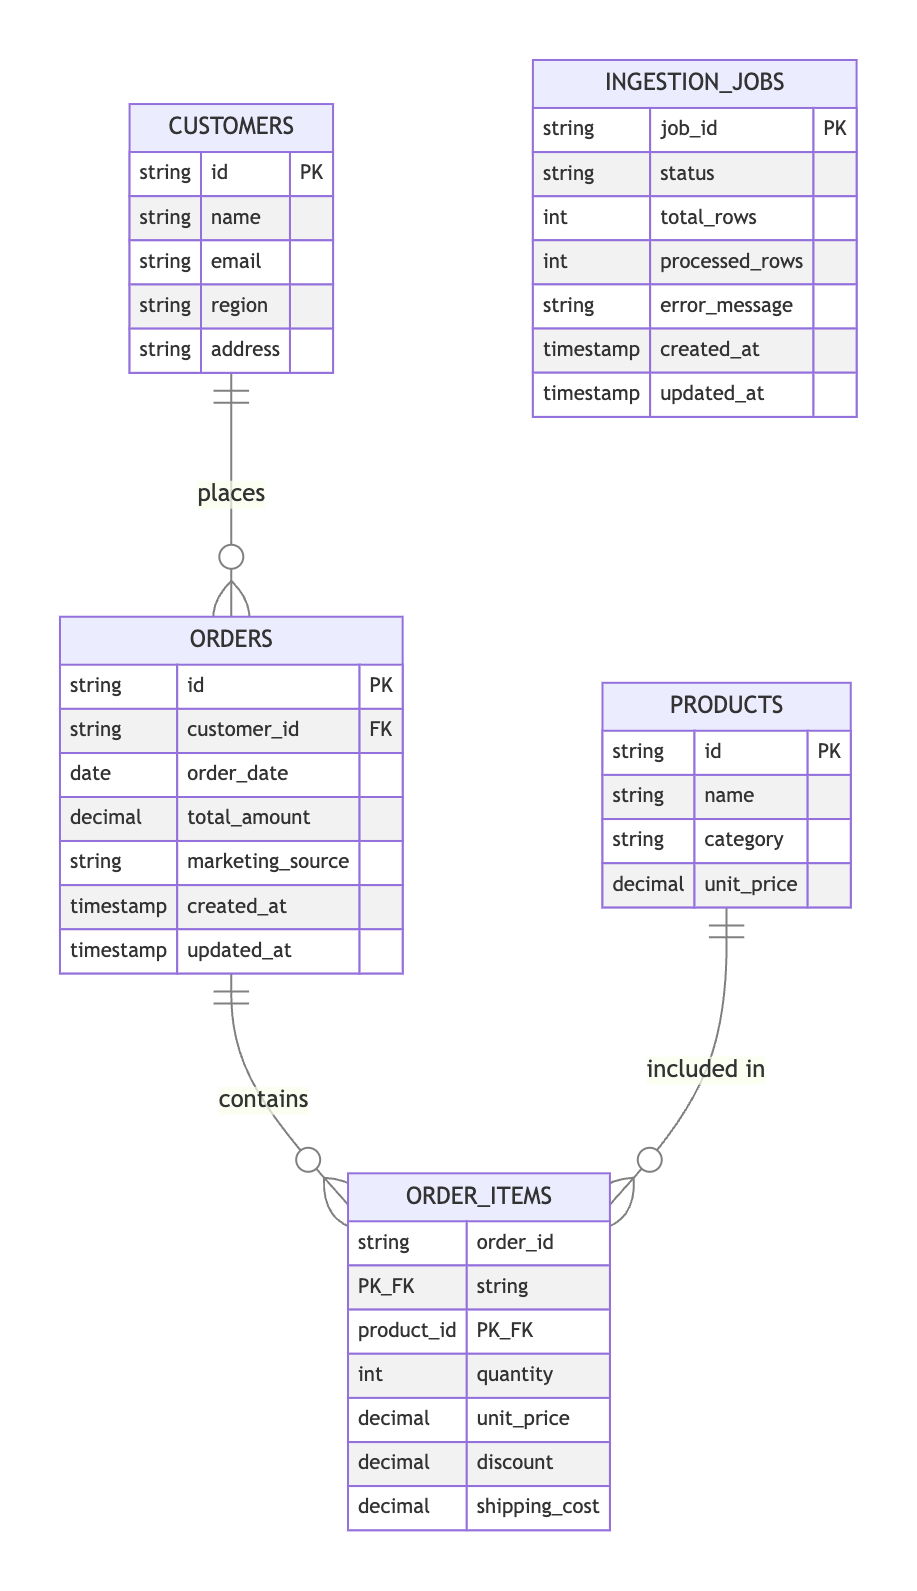 INGESTION_JOBS
string job_id PK
string status
int total_rows
int processed_rows
string error_message
timestamp created_at
timestamp updated_at
CUSTOMERS
string id PK
string name
string email
string region
string address
places
ORDERS
string id PK
string customer_id FK
date order_date
decimal total_amount
string marketing_source
timestamp created_at
timestamp updated_at
PRODUCTS
string id PK
string name
string category
decimal unit_price
included in
contains
ORDER_ITEMS
string order_id
PK_FK string
product_id PK_FK
int quantity
decimal unit_price
decimal discount
decimal shipping_cost